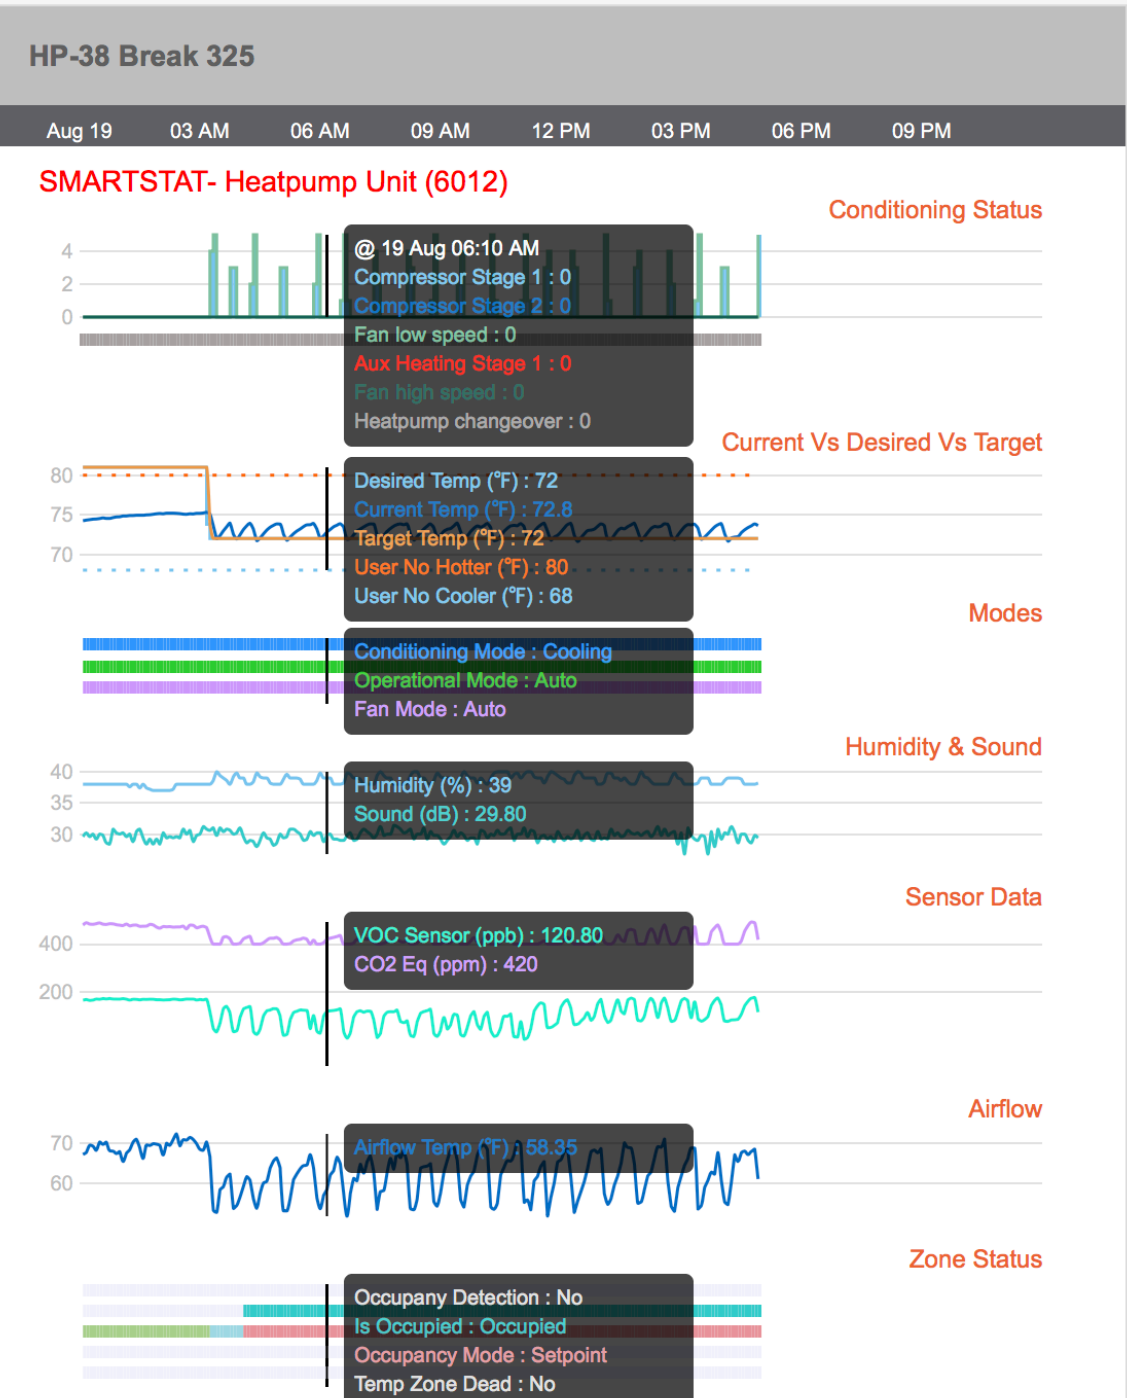 HP-38 Break 325
Aug 19 03 AM 06 AM 09 AM 12 PM 03 PM 06 PM 09 PM
SMARTSTAT- Heatpump Unit (6012)
Conditioning Status
4
2
0
@ 19 Aug 06:10 AM
Compressor Stage 1 : 0
Compressor Stage 2 : 0
Fan low speed : 0
Aux Heating Stage 1 : 0
Fan high speed : 0
Heatpump changeover : 0
Current Vs Desired Vs Target
80
75
70
Desired Temp (°F) : 72
Current Temp (°F) : 72.8
Target Temp (°F) : 72
User No Hotter (°F) : 80
User No Cooler (°F) : 68
Modes
Conditioning Mode : Cooling
Operational Mode : Auto
Fan Mode : Auto
Humidity & Sound
40
35
30
Humidity (%) : 39
Sound (dB) : 29.80
Sensor Data
400
200
VOC Sensor (ppb) : 120.80
CO2 Eq (ppm) : 420
Airflow
70
60
Airflow Temp (°F) : 58.35
Zone Status
Occupany Detection : No
Is Occupied : Occupied
Occupancy Mode : Setpoint
Temp Zone Dead : No